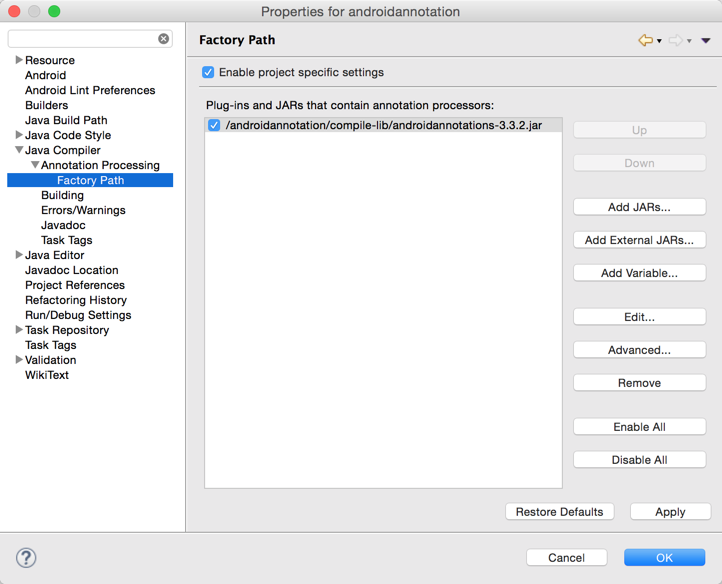 Properties for androidannotation
Resource
Android
Android Lint Preferences
Builders
Java Build Path
Java Code Style
Java Compiler
Annotation Processing
Factory Path
Building
Errors/Warnings
Javadoc
Task Tags
Java Editor
Javadoc Location
Project References
Refactoring History
Run/Debug Settings
Task Repository
Task Tags
Validation
WikiText
Factory Path
Enable project specific settings
Plug-ins and JARs that contain annotation processors:
/androidannotation/compile-lib/androidannotations-3.3.2.jar
Up
Down
Add JARs...
Add External JARs...
Add Variable...
Edit...
Advanced...
Remove
Enable All
Disable All
Restore Defaults
Apply
?
Cancel
OK